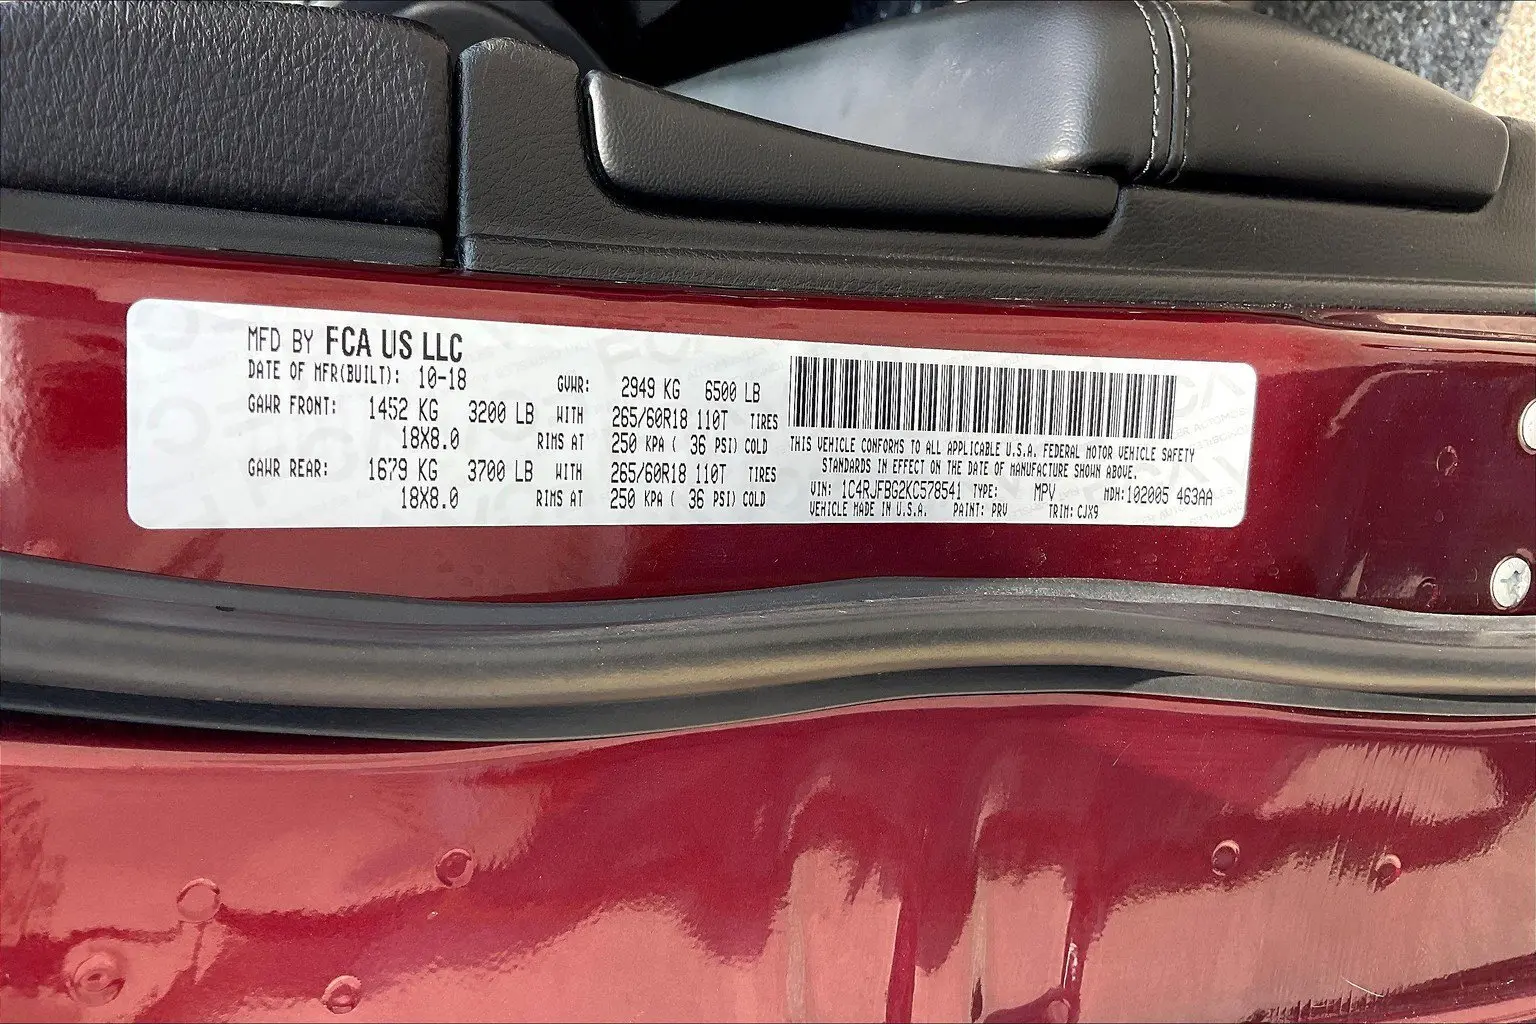 MFD BY FCA US LLC
DATE OF MFR(BUILT): 10-18 GVWR: 2949 KG 6500 LB
GAWR FRONT: 1452 KG 3200 LB WITH 265/60R18 110T TIRES
18X8.0 RIMS AT 250 KPA ( 36 PSI) COLD
GAWR REAR: 1679 KG 3700 LB WITH 265/60R18 110T TIRES
18X8.0 RIMS AT 250 KPA ( 36 PSI) COLD
THIS VEHICLE CONFORMS TO ALL APPLICABLE U.S.A. FEDERAL MOTOR VEHICLE SAFETY
STANDARDS IN EFFECT ON THE DATE OF MANUFACTURE SHOWN ABOVE.
VIN: 1C4RJFBG2KC578541 TYPE: MPV MDH:102005 463AA
VEHICLE MADE IN U.S.A. PAINT: PRV TRIM: CJX9